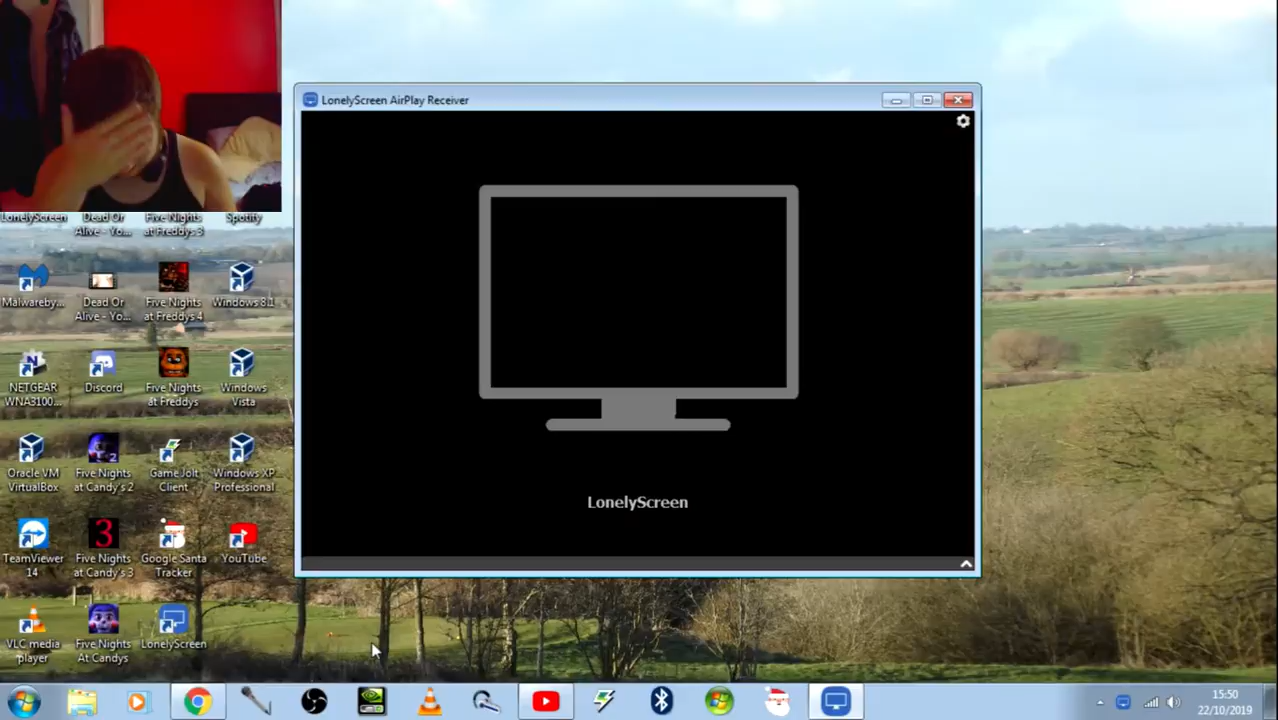 LonelyScreen AirPlay Receiver
LonelyScreen
LonelyScreen
Dead Or
Alive - Yo...
Five Nights
at Freddys 3
Spotify
Malwareby...
Dead Or
Alive - Yo...
Five Nights
at Freddys 4
Windows 8.1
NETGEAR
WNA3100...
Discord
Five Nights
at Freddys
Windows
Vista
Oracle VM
VirtualBox
Five Nights
at Candy's 2
Game Jolt
Client
Windows XP
Professional
TeamViewer
14
3
Five Nights
at Candy's 3
Google Santa
Tracker
YouTube
VLC media
player
Five Nights
At Candys
LonelyScreen
15:50
22/10/2019